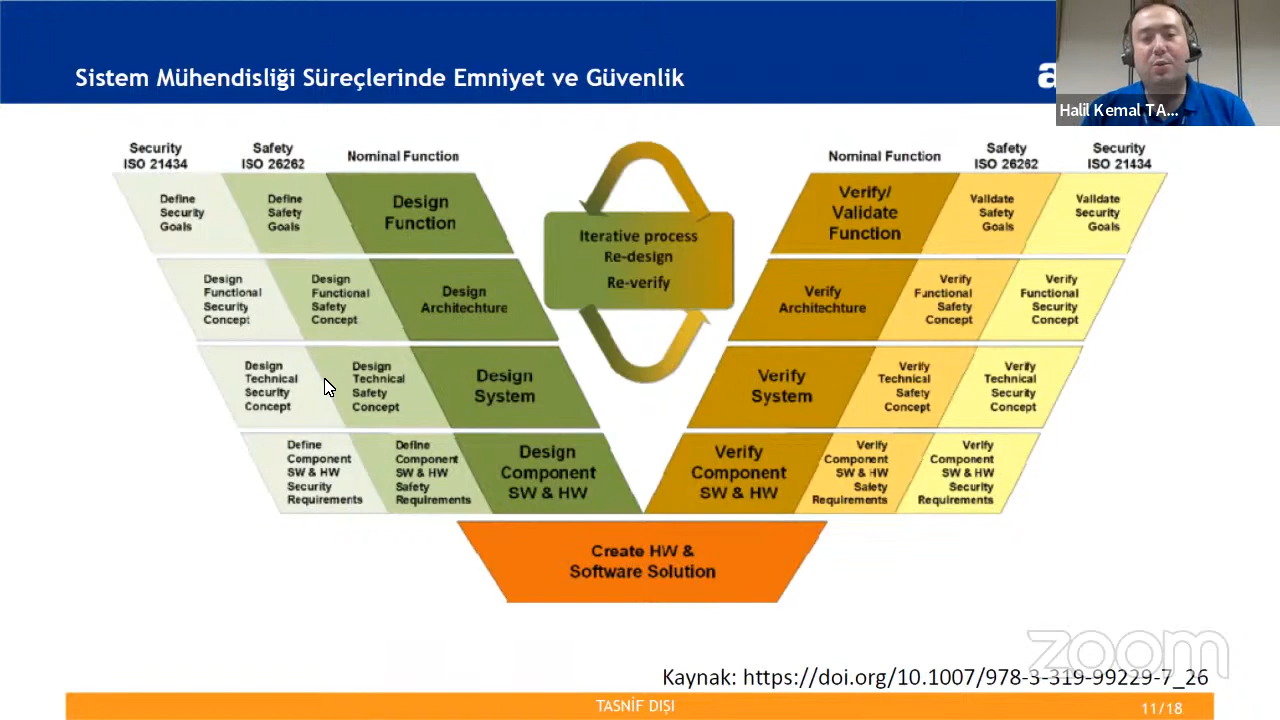 Sistem Mühendisliği Süreçlerinde Emniyet ve Güvenlik
a
Halil Kemal TA...
Security
ISO 21434
Safety
ISO 26262
Nominal Function
Nominal Function
Safety
ISO 26262
Security
ISO 21434
Define
Security
Goals
Define
Safety
Goals
Design
Function
Iterative process
Re-design
Re-verify
Verify/
Validate
Function
Validate
Safety
Goals
Validate
Security
Goals
Design
Functional
Security
Concept
Design
Functional
Safety
Concept
Design
Architechture
Verify
Architechture
Verify
Functional
Safety
Concept
Verify
Functional
Security
Concept
Design
Technical
Security
Concept
Design
Technical
Safety
Concept
Design
System
Verify
System
Verify
Technical
Safety
Concept
Verify
Technical
Security
Concept
Define
Component
SW & HW
Security
Requirements
Define
Component
SW & HW
Safety
Requirements
Design
Component
SW & HW
Verify
Component
SW & HW
Verify
Component
SW & HW
Safety
Requirements
Verify
Component
SW & HW
Security
Requirements
Create HW &
Software Solution
zoom
Kaynak: https://doi.org/10.1007/978-3-319-99229-7_26
TASNİF DIŞI
11/18